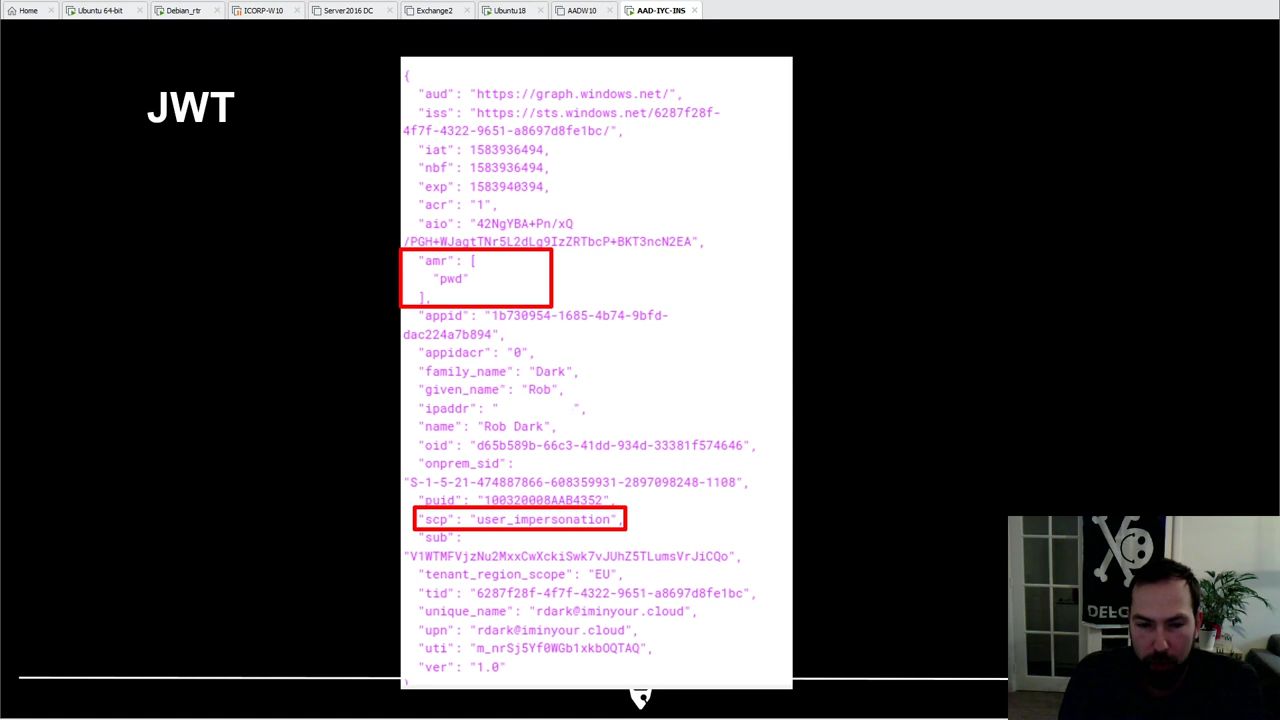 Home
Ubuntu 64-bit
Debian_rtr
ICORP-W10
Server2016 DC
Exchange2
Ubuntu18
AADW10
AAD-IYC-INS
JWT
{
"aud": "https://graph.windows.net/",
"iss": "https://sts.windows.net/6287f28f-
4f7f-4322-9651-a8697d8fe1bc/",
"iat": 1583936494,
"nbf": 1583936494,
"exp": 1583940394,
"acr": "1",
"aio": "42NgYBA+Pn/xQ
/PGH+WJagtTNr5L2dLg9IzZRTbcP+BKT3ncN2EA",
"amr": [
"pwd"
],
"appid": "1b730954-1685-4b74-9bfd-
dac224a7b894",
"appidacr": "0",
"family_name": "Dark",
"given_name": "Rob",
"ipaddr": " ",
"name": "Rob Dark",
"oid": "d65b589b-66c3-41dd-934d-33381f574646",
"onprem_sid":
"S-1-5-21-474887866-608359931-2897098248-1108",
"puid": "100320008AAB4352",
"scp": "user_impersonation",
"sub":
"V1WTMFVjzNu2MxxCwXckiSwk7vJUhZ5TLumsVrJiCQo",
"tenant_region_scope": "EU",
"tid": "6287f28f-4f7f-4322-9651-a8697d8fe1bc",
"unique_name": "rdark@iminyour.cloud",
"upn": "rdark@iminyour.cloud",
"uti": "m_nrSj5Yf0WGb1xkbOQTAQ",
"ver": "1.0"
}